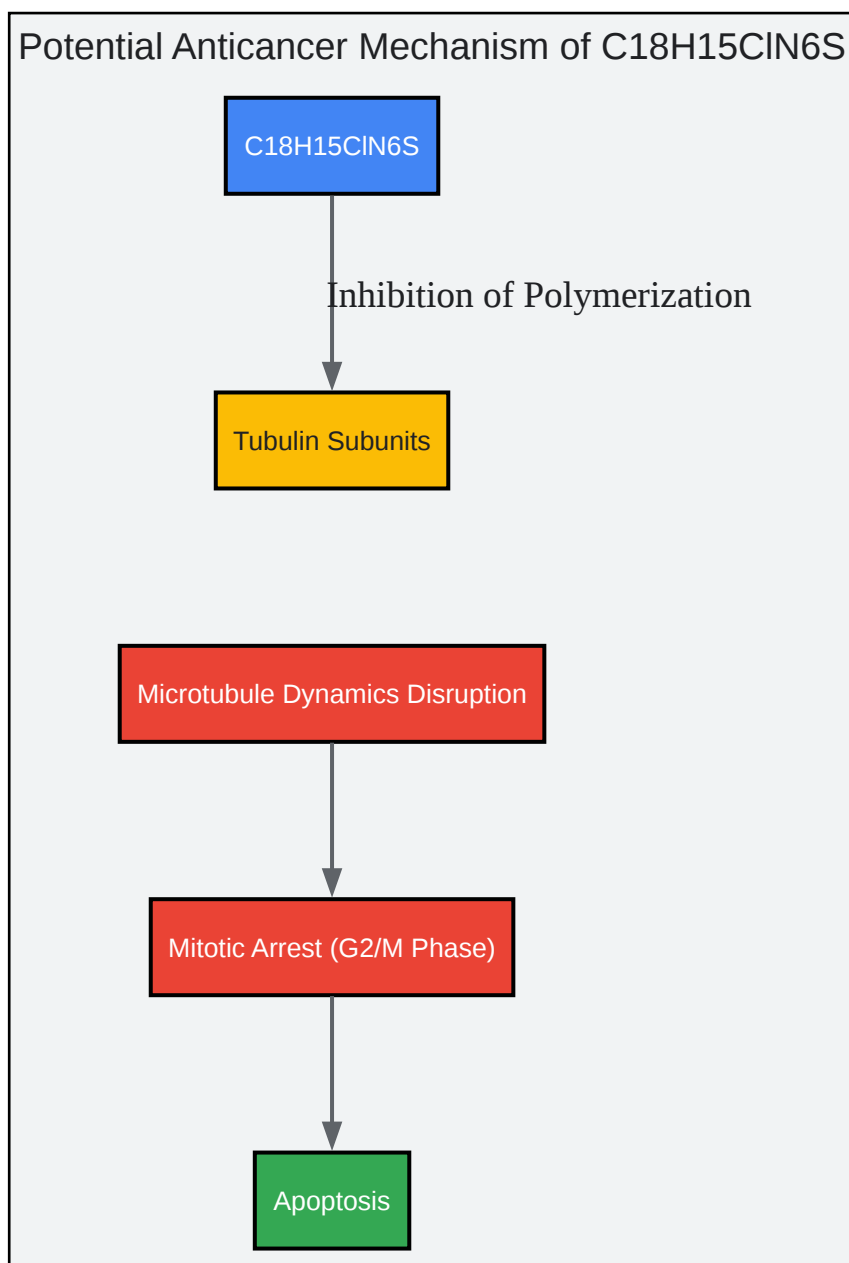 Potential Anticancer Mechanism of C18H15ClN6S
C18H15ClN6S
Inhibition of Polymerization
Tubulin Subunits
Microtubule Dynamics Disruption
Mitotic Arrest (G2/M Phase)
Apoptosis